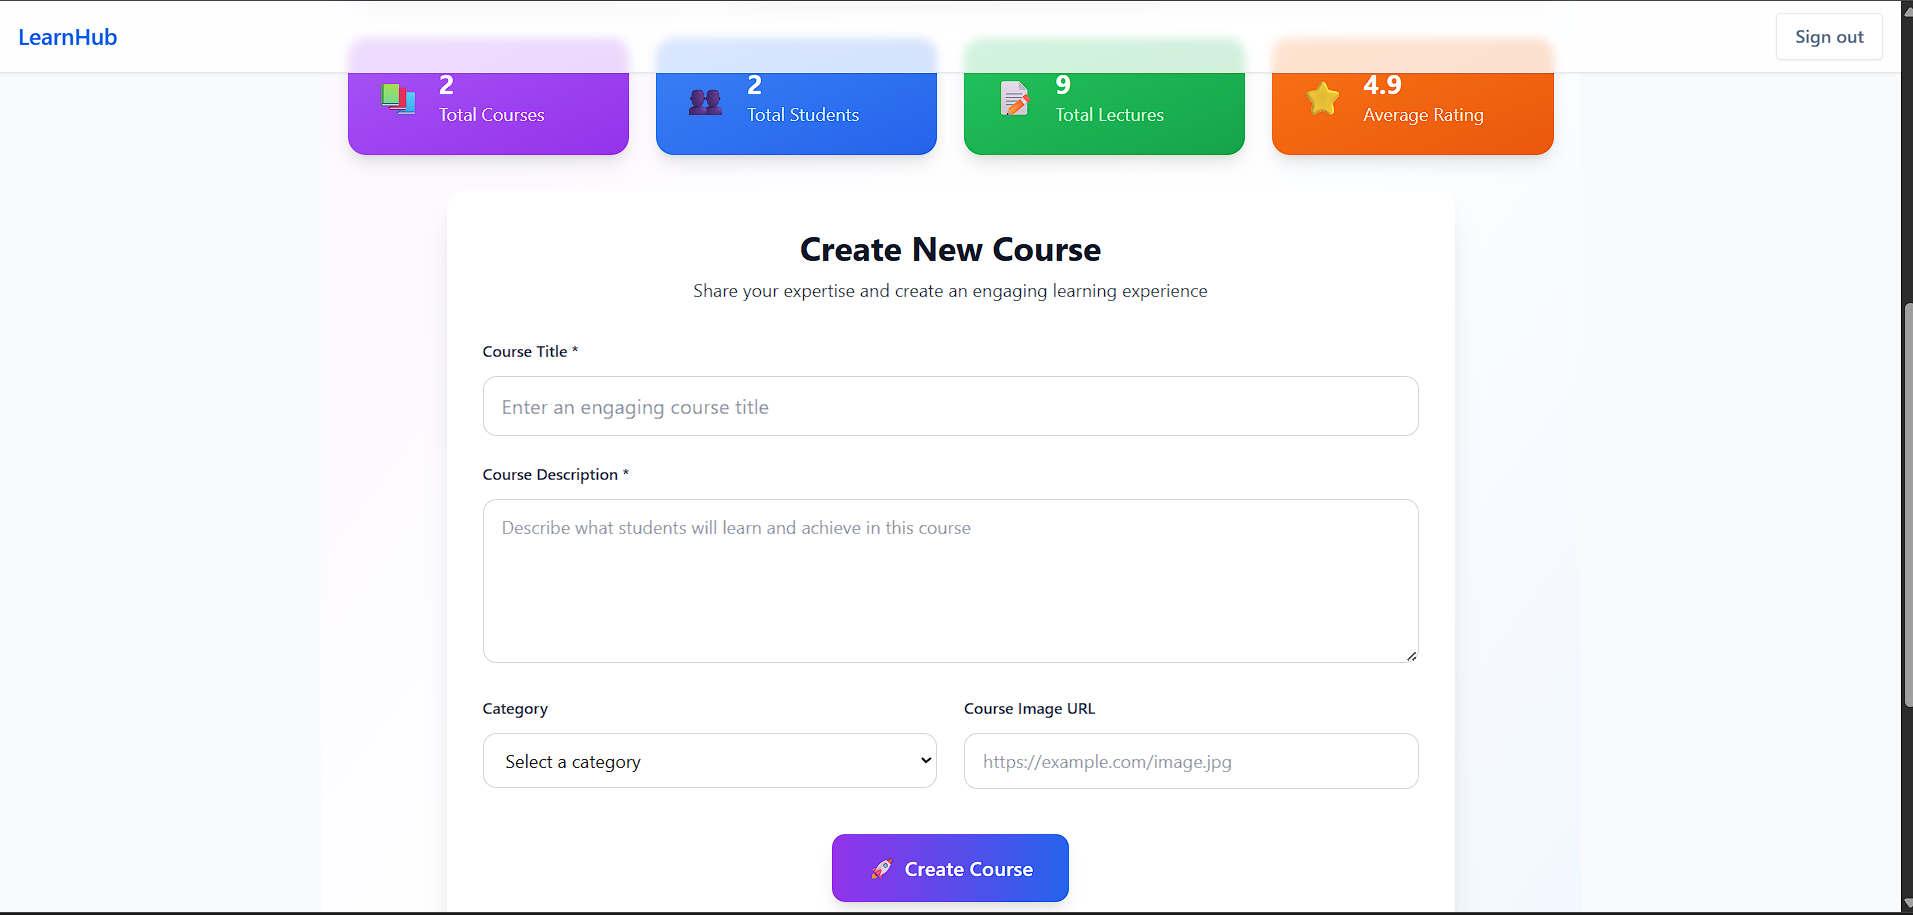 LearnHub
Sign out
2
Total Courses
2
Total Students
9
Total Lectures
4.9
Average Rating
Create New Course
Share your expertise and create an engaging learning experience
Course Title *
Enter an engaging course title
Course Description *
Describe what students will learn and achieve in this course
Category
Course Image URL
Select a category
https://example.com/image.jpg
Create Course